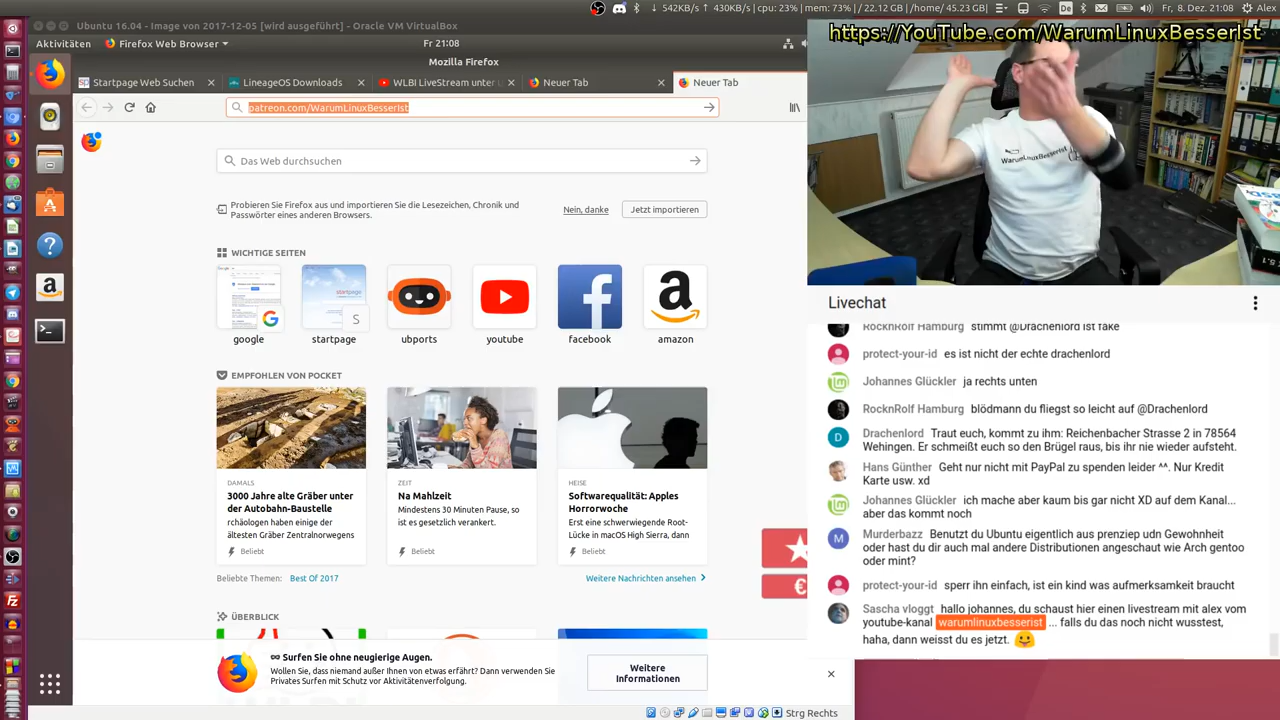 Ubuntu 16.04 - Image von 2017-12-05 [wird ausgeführt] - Oracle VM VirtualBox
542KB/s 430KB/s cpu: 23% mem: 73% / 22.12 GB /home/45.23 GB
De
Fr, 8. Dez, 21:08
Alex
Aktivitäten
Firefox Web Browser
Fr 21:08
Mozilla Firefox
Startpage Web Suchen
LineageOS Downloads
WLBI LiveStream unter L
Neuer Tab
Neuer Tab
patreon.com/WarumLinuxBesserIst
Das Web durchsuchen
Probieren Sie Firefox aus und importieren Sie die Lesezeichen, Chronik und
Passwörter eines anderen Browsers.
Nein, danke
Jetzt importieren
WICHTIGE SEITEN
startpage
S
google
startpage
ubports
youtube
facebook
amazon
EMPFOHLEN VON POCKET
DAMALS
3000 Jahre alte Gräber unter
der Autobahn-Baustelle
rchäologen haben einige der
ältesten Gräber Zentralnorwegens
Beliebt
ZEIT
Na Mahlzeit
Mindestens 30 Minuten Pause, so
ist es gesetzlich verankert.
Beliebt
HEISE
Softwarequalität: Apples
Horrorwoche
Erst eine schwerwiegende Root-
Lücke in macOS High Sierra, dann
Beliebt
Beliebte Themen: Best Of 2017
Weitere Nachrichten ansehen
ÜBERBLICK
Surfen Sie ohne neugierige Augen.
Wollen Sie, dass niemand außer Ihnen von etwas erfährt? Dann verwenden Sie
Privates Surfen mit Schutz vor Aktivitätenverfolgung.
Weitere
Informationen
Strg Rechts
https://YouTube.com/WarumLinuxBesserIst
WarumLinuxBesserIst
Livechat
RocknRolf Hamburg stimmt @Drachenlord ist fake
protect-your-id es ist nicht der echte drachenlord
Johannes Glückler ja rechts unten
RocknRolf Hamburg blödmann du fliegst so leicht auf @Drachenlord
D
Drachenlord Traut euch, kommt zu ihm: Reichenbacher Strasse 2 in 78564
Wehingen. Er schmeißt euch so den Brügel raus, bis ihr nie wieder aufsteht.
Hans Günther Geht nur nicht mit PayPal zu spenden leider ^^. Nur Kredit
Karte usw. xd
Johannes Glückler ich mache aber kaum bis gar nicht XD auf dem Kanal...
aber das kommt noch
M
Murderbazz Benutzt du Ubuntu eigentlich aus prenziep udn Gewohnheit
oder hast du dir auch mal andere Distributionen angeschaut wie Arch gentoo
oder mint?
protect-your-id sperr ihn einfach, ist ein kind was aufmerksamkeit braucht
Sascha vloggt hallo johannes, du schaust hier einen livestream mit alex vom
youtube-kanal warumlinuxbesserist ... falls du das noch nicht wusstest,
haha, dann weisst du es jetzt.